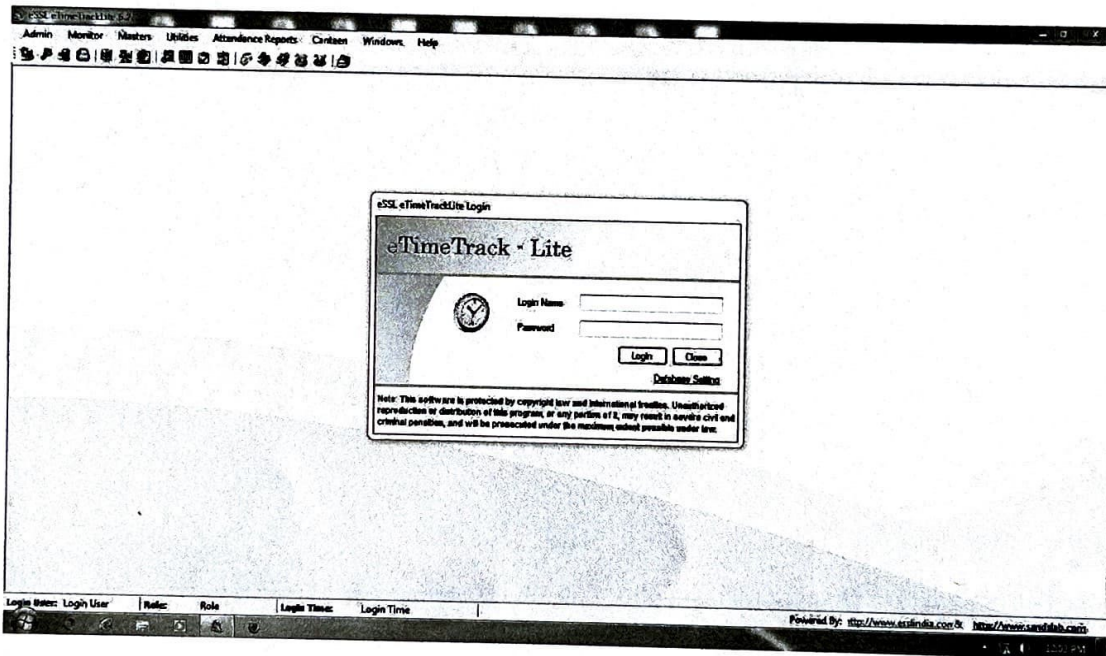 eSSL eTimeTrackLite 6.
Admin Monitor Masters Utilities Attendance Reports Canteen Windows Help
eSSL eTimeTrackLite Login
eTimeTrack - Lite
Login Name
Password
Login Close
Database Setting
Note: This software is protected by copyright law and international treaties. Unauthorized
reproduction or distribution of this program, or any portion of it, may result in severe civil and
criminal penalties, and will be prosecuted under the maximum extent possible under law.
Login User: Login User Role: Role Login Time: Login Time
Powered By: http://www.esslindia.com & http://www.sandslab.com